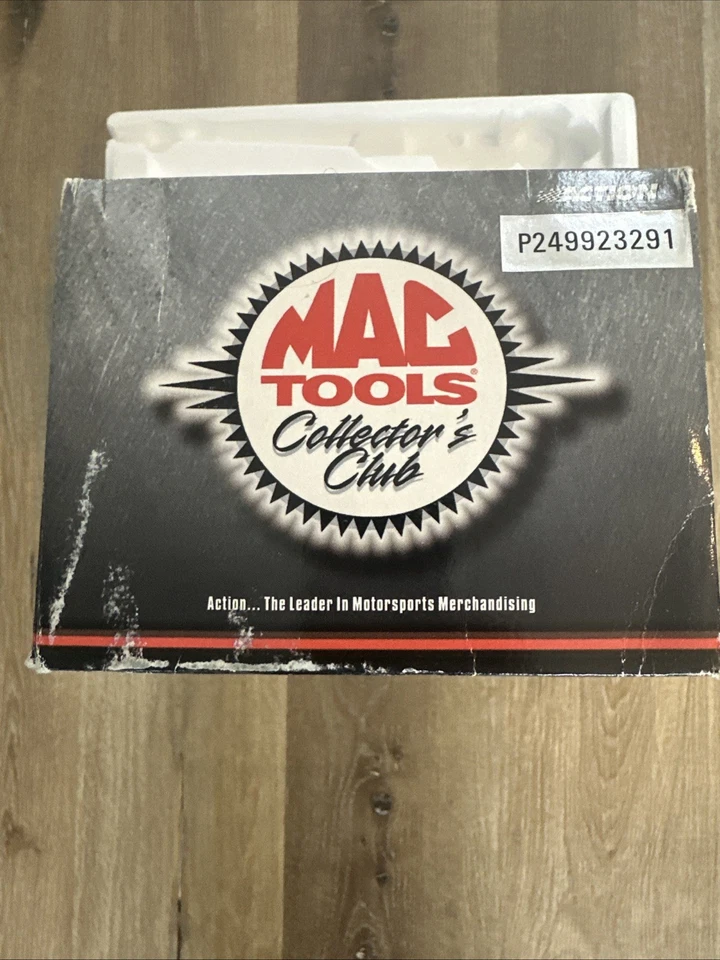 ACTION
P249923291
MAC
TOOLS®
Collector's
Club
Action... The Leader In Motorsports Merchandising